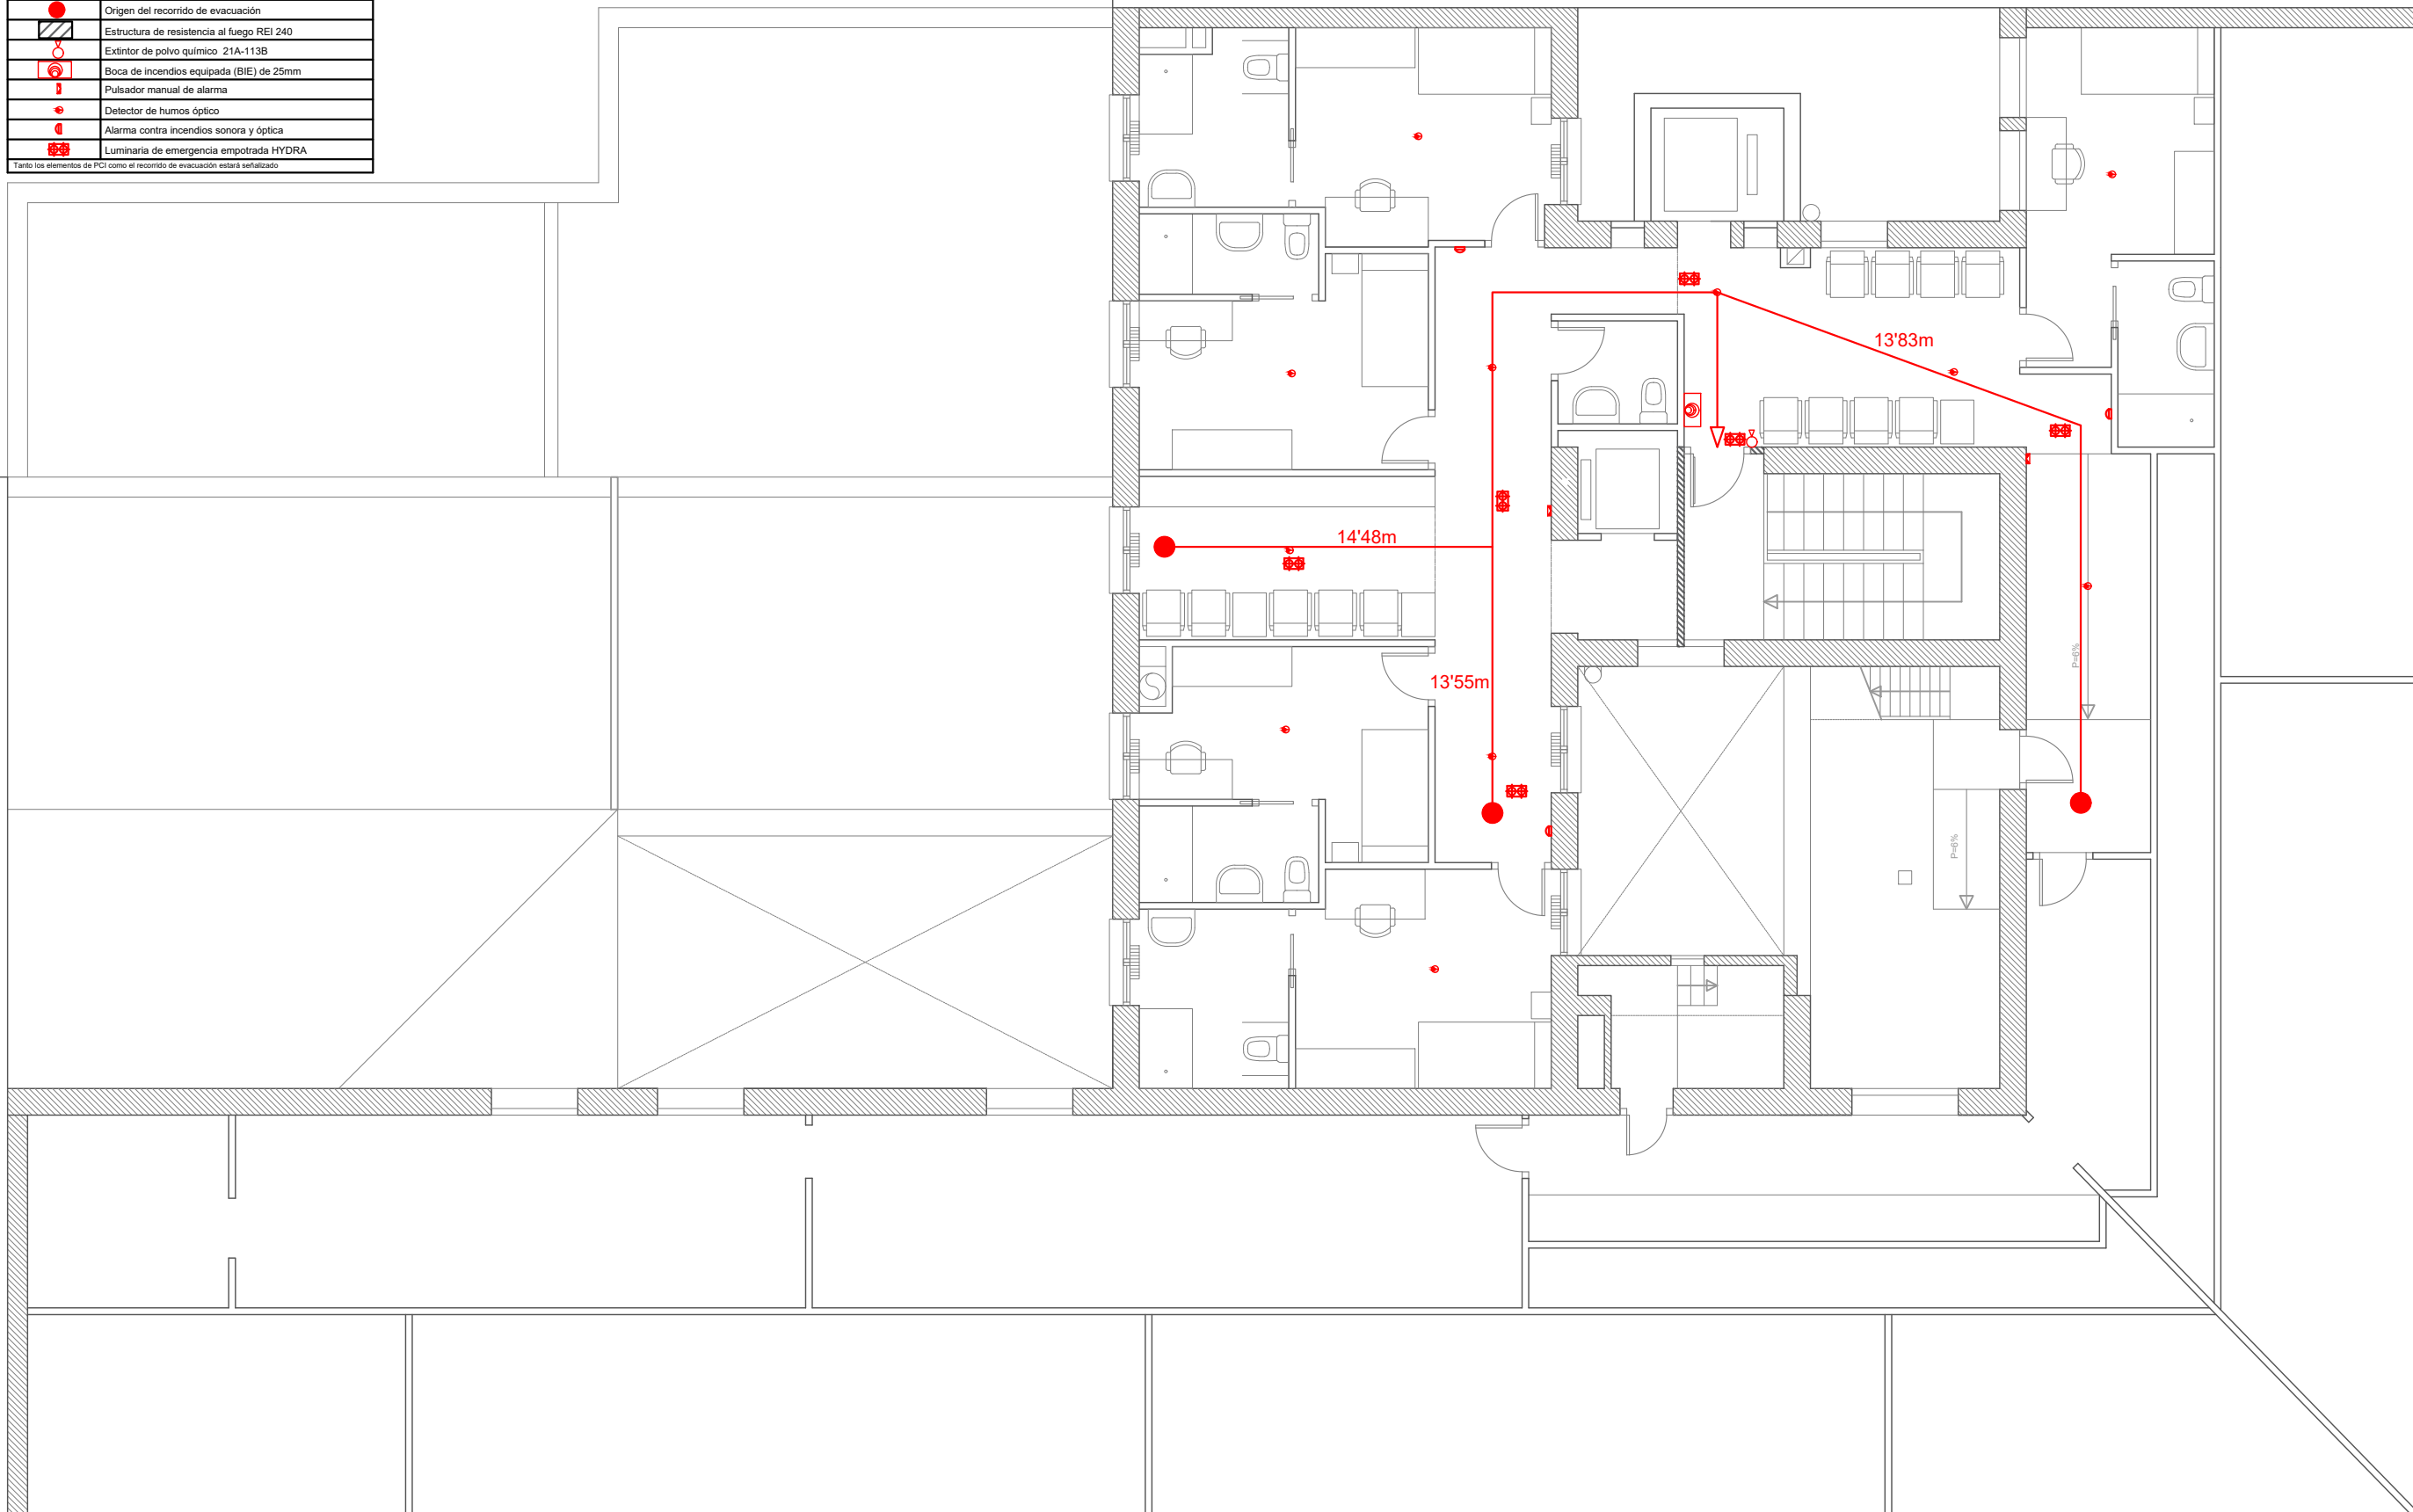 Origen del recorrido de evacuación
Estructura de resistencia al fuego REI 240
Extintor de polvo químico 21A-113B
Boca de incendios equipada (BIE) de 25mm
Pulsador manual de alarma
Detector de humos óptico
Alarma contra incendios sonora y óptica
Luminaria de emergencia empotrada HYDRA
Tanto los elementos de PCI como el recorrido de evacuación estará señalizado
13'83m
14'48m
13'55m
P=6%
P=6%